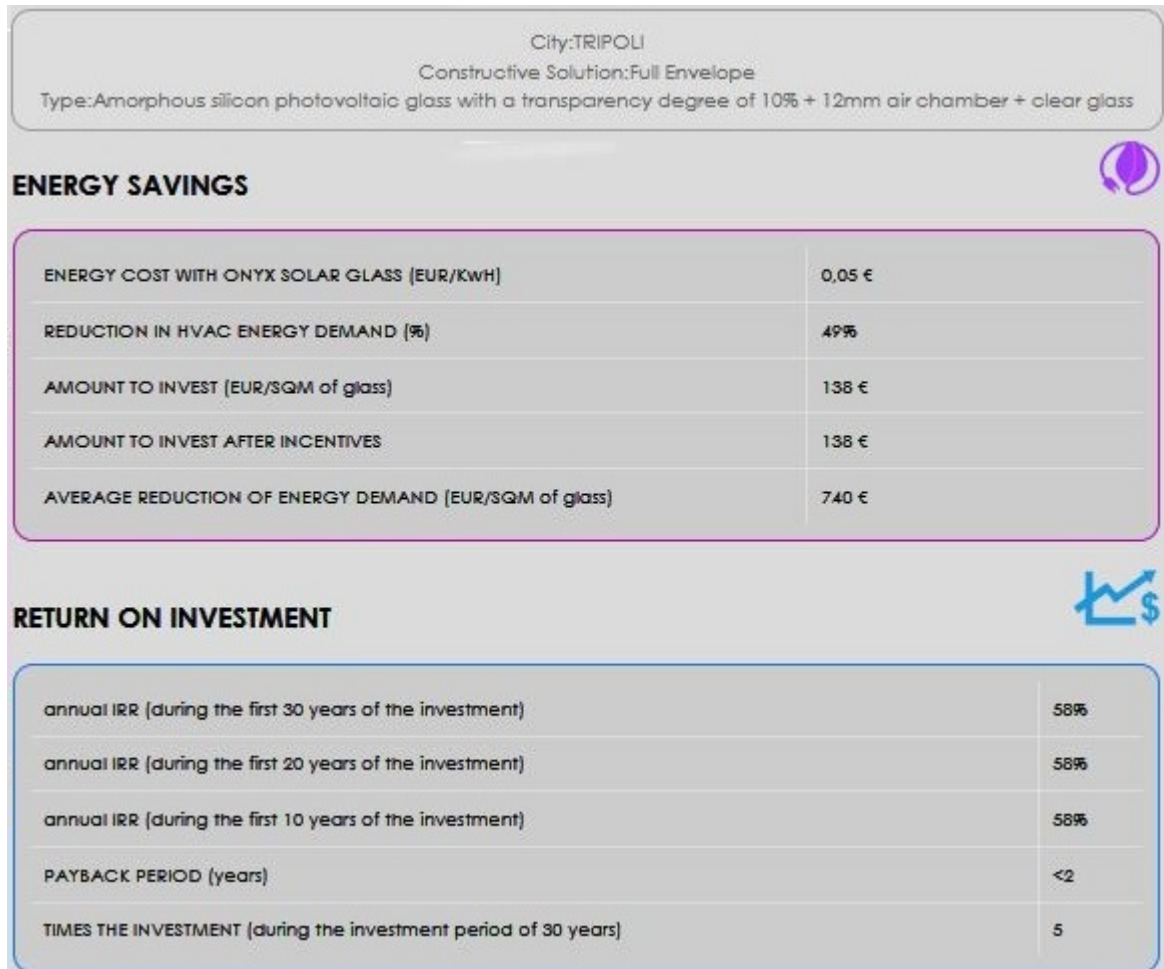 City:TRIPOLI
Constructive Solution:Full Envelope
Type:Amorphous silicon photovoltaic glass with a transparency degree of 10% + 12mm air chamber + clear glass
ENERGY SAVINGS
ENERGY COST WITH ONYX SOLAR GLASS (EUR/KwH) 0,05 €
REDUCTION IN HVAC ENERGY DEMAND (%) 49%
AMOUNT TO INVEST (EUR/SQM of glass) 138 €
AMOUNT TO INVEST AFTER INCENTIVES 138 €
AVERAGE REDUCTION OF ENERGY DEMAND (EUR/SQM of glass) 740 €
$
RETURN ON INVESTMENT
annual IRR (during the first 30 years of the investment) 58%
annual IRR (during the first 20 years of the investment) 58%
annual IRR (during the first 10 years of the investment) 58%
PAYBACK PERIOD (years) <2
TIMES THE INVESTMENT (during the investment period of 30 years) 5